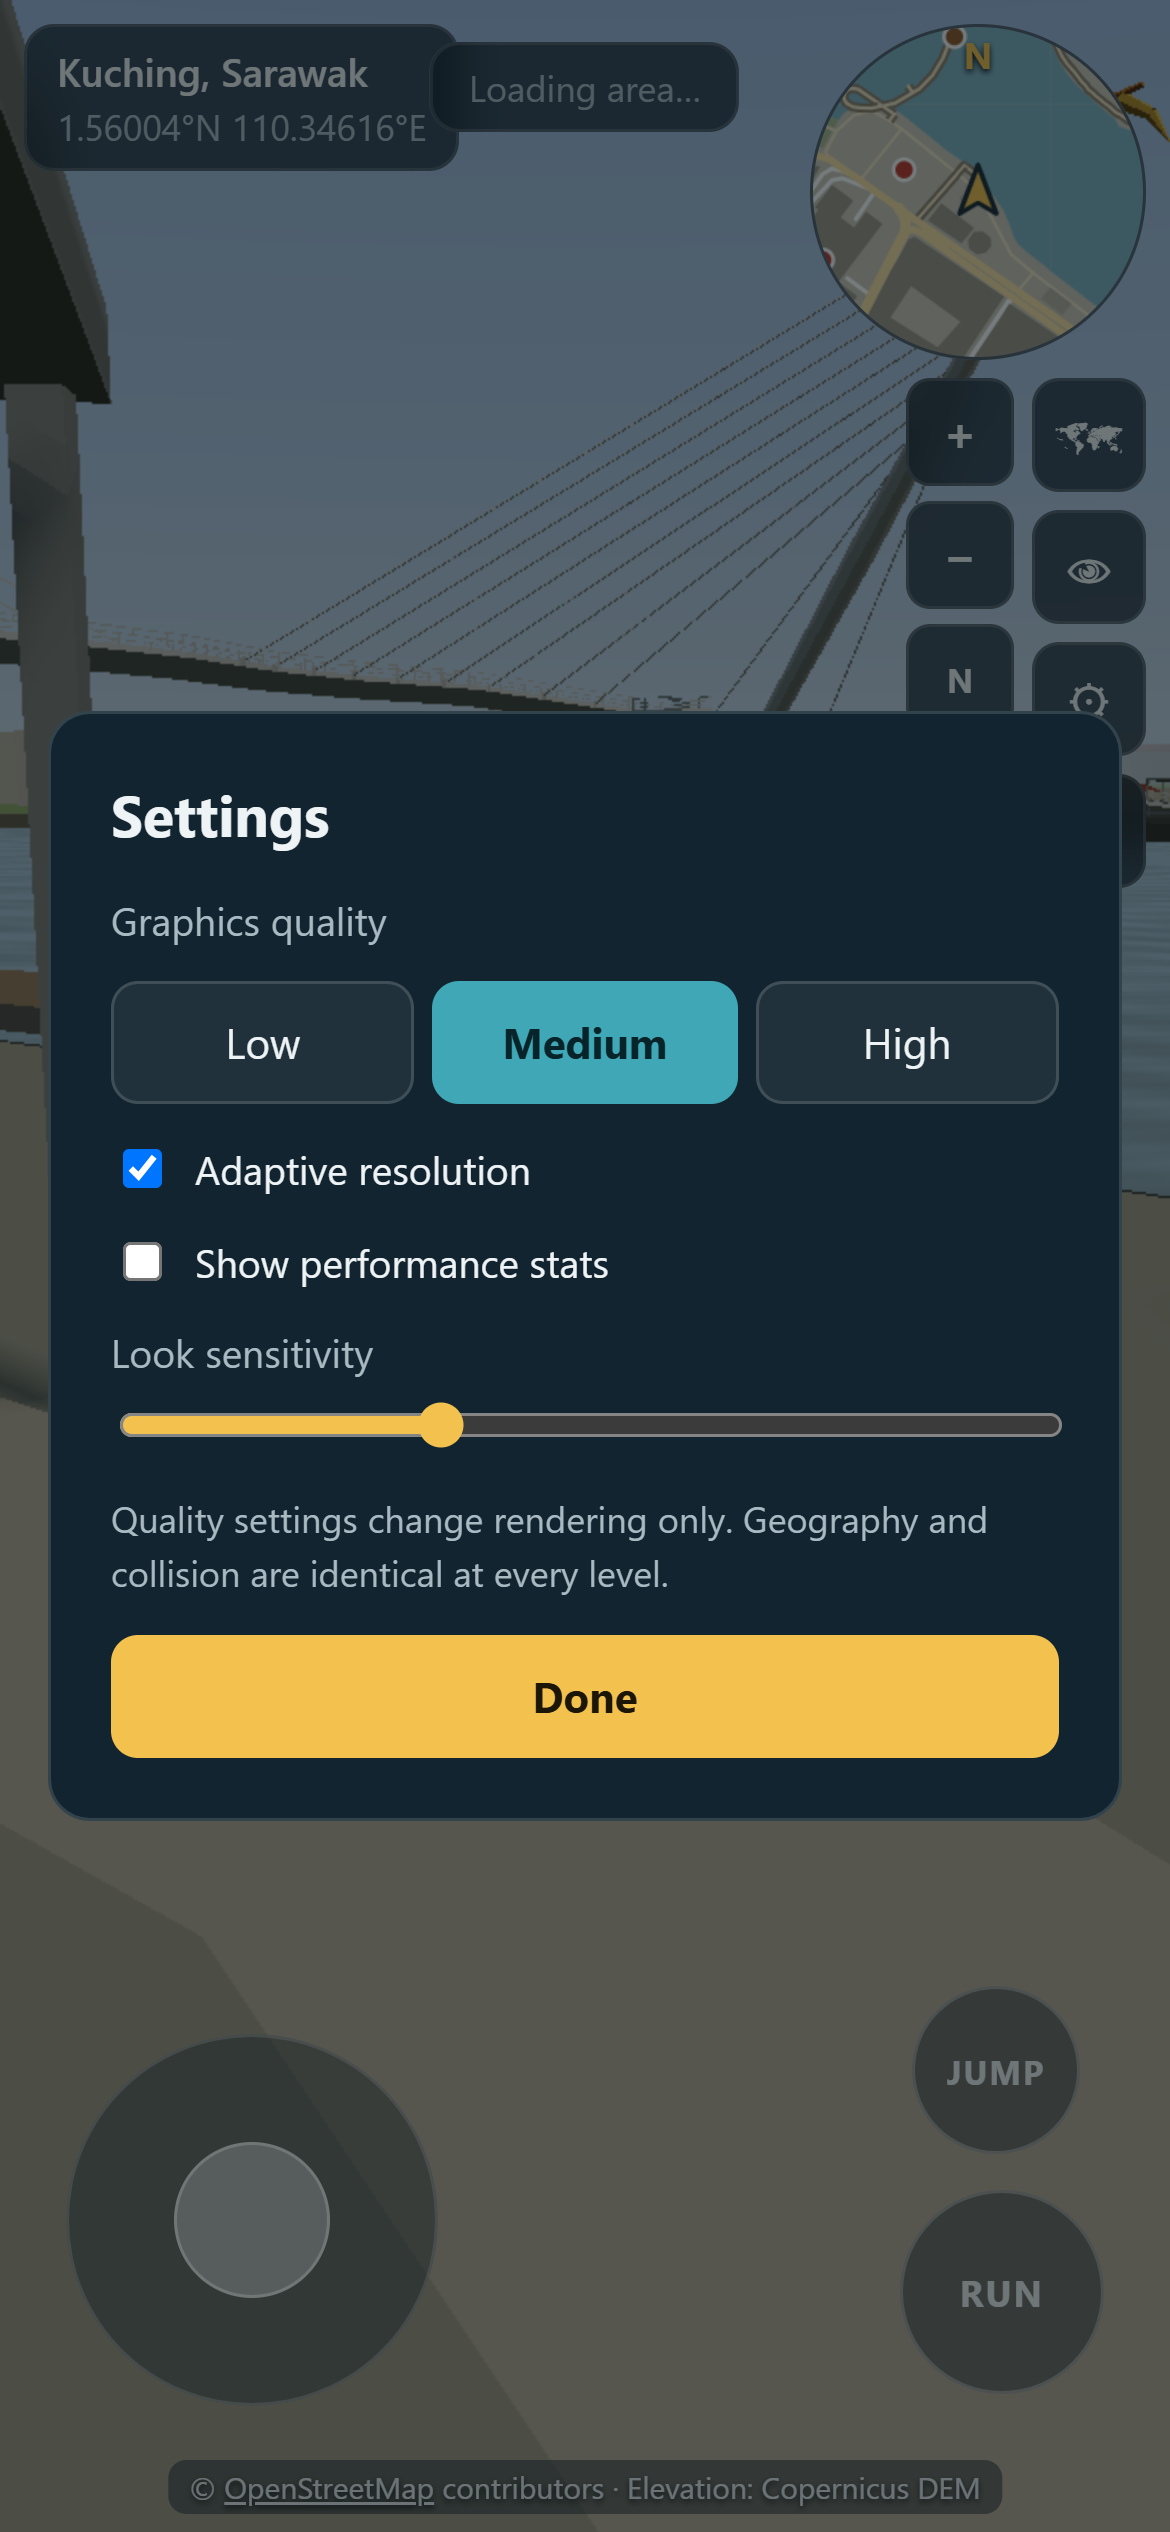 Kuching, Sarawak
1.56004°N 110.34616°E
Loading area...
N
+
−
N
Settings
Graphics quality
Low
Medium
High
Adaptive resolution
Show performance stats
Look sensitivity
Quality settings change rendering only. Geography and
collision are identical at every level.
Done
JUMP
RUN
© OpenStreetMap contributors · Elevation: Copernicus DEM